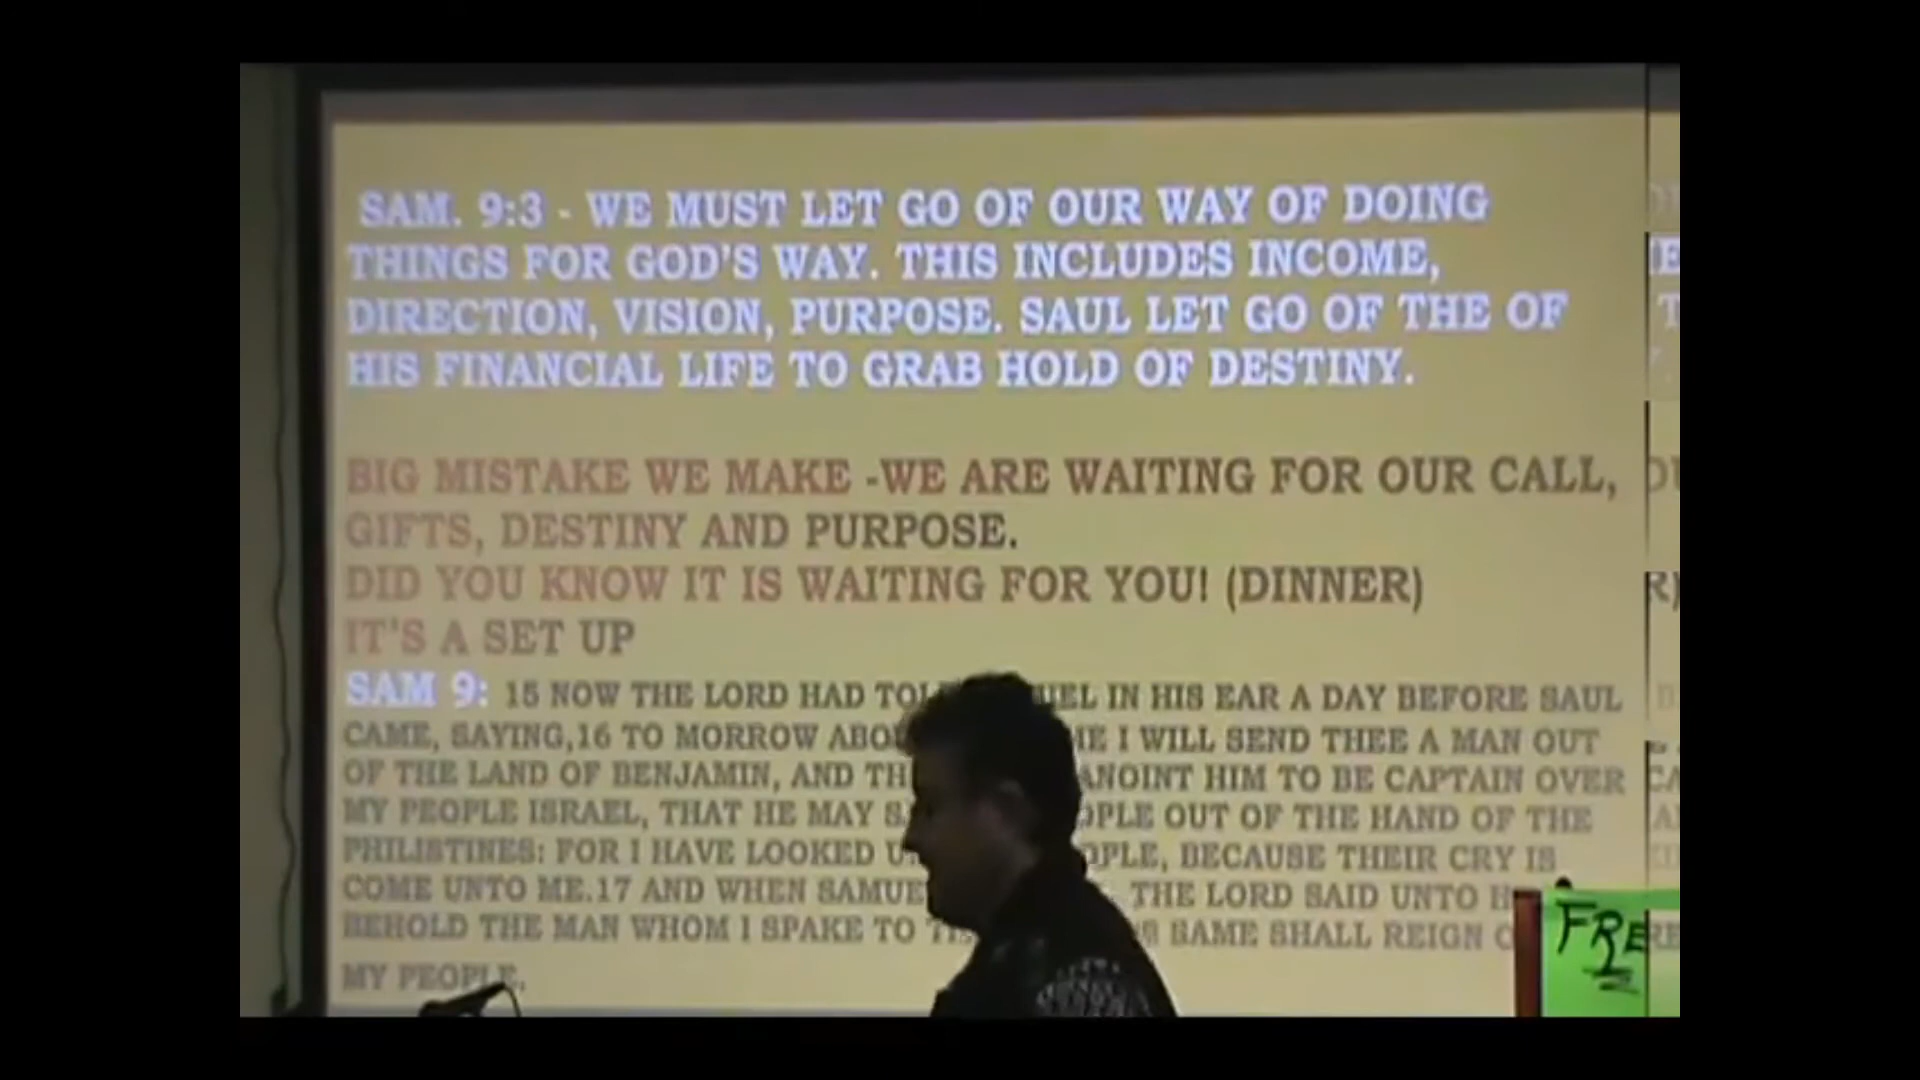 SAM. 9:3 - WE MUST LET GO OF OUR WAY OF DOING
THINGS FOR GOD'S WAY. THIS INCLUDES INCOME,
DIRECTION, VISION, PURPOSE. SAUL LET GO OF THE OF
HIS FINANCIAL LIFE TO GRAB HOLD OF DESTINY.
BIG MISTAKE WE MAKE -WE ARE WAITING FOR OUR CALL,
GIFTS, DESTINY AND PURPOSE.
DID YOU KNOW IT IS WAITING FOR YOU! (DINNER)
IT'S A SET UP
SAM 9: 15 NOW THE LORD HAD IN HIS EAR A DAY BEFORE SAUL
CAME, SAYING,16 TO MORROW I WILL SEND THEE A MAN OUT
OF THE LAND OF BENJAMIN, AND ANOINT HIM TO BE CAPTAIN OVER
MY PEOPLE ISRAEL, THAT HE MAY OUT OF THE HAND OF THE
PHILISTINES: FOR I HAVE LOOKED BECAUSE THEIR CRY IS
COME UNTO ME.17 AND WHEN THE LORD SAID UNTO
BEHOLD THE MAN WHOM I SPAKE TO SAME SHALL REIGN
MY PEOPLE.
FRE